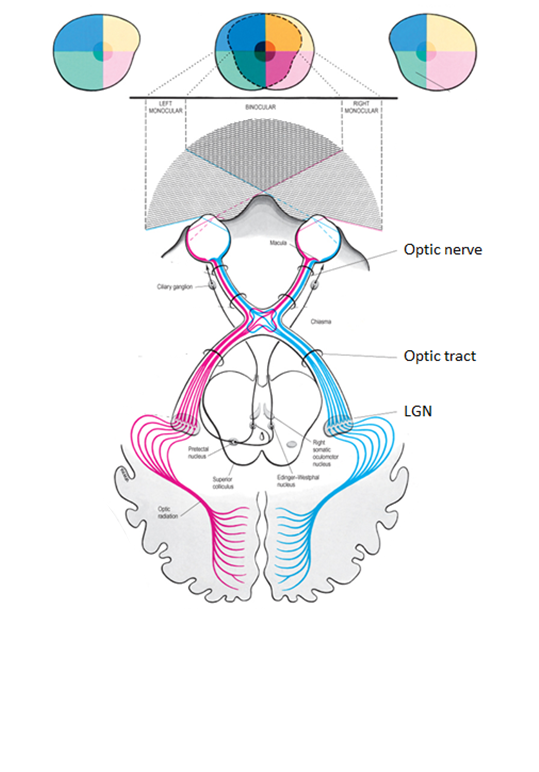 LEFT
MONOCULAR
BINOCULAR
RIGHT
MONOCULAR
Macula
Optic nerve
Ciliary ganglion
Chiasma
Optic tract
LGN
Pretectal
nucleus
Right
somatic
oculomotor
nucleus
Superior
colliculus
Edinger–Westphal
nucleus
Optic
radiation